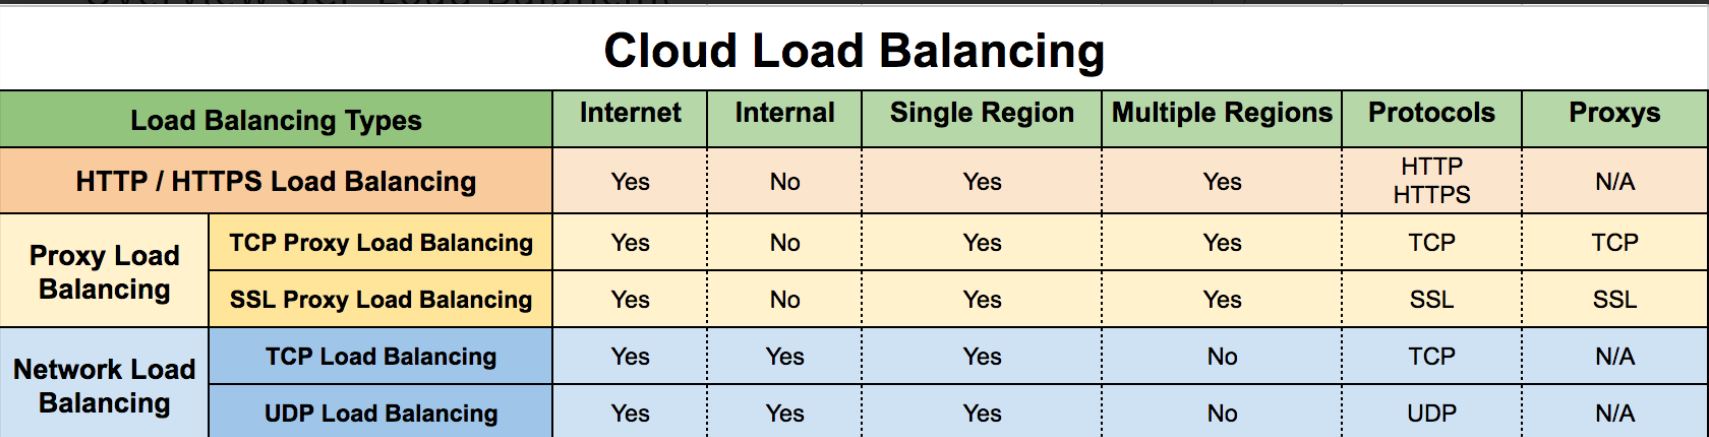 Cloud Load Balancing
Load Balancing Types Internet Internal Single Region Multiple Regions Protocols Proxys
HTTP / HTTPS Load Balancing Yes No Yes Yes HTTP HTTPS N/A
Proxy Load Balancing
TCP Proxy Load Balancing Yes No Yes Yes TCP TCP
SSL Proxy Load Balancing Yes No Yes Yes SSL SSL
Network Load Balancing
TCP Load Balancing Yes Yes Yes No TCP N/A
UDP Load Balancing Yes Yes Yes No UDP N/A